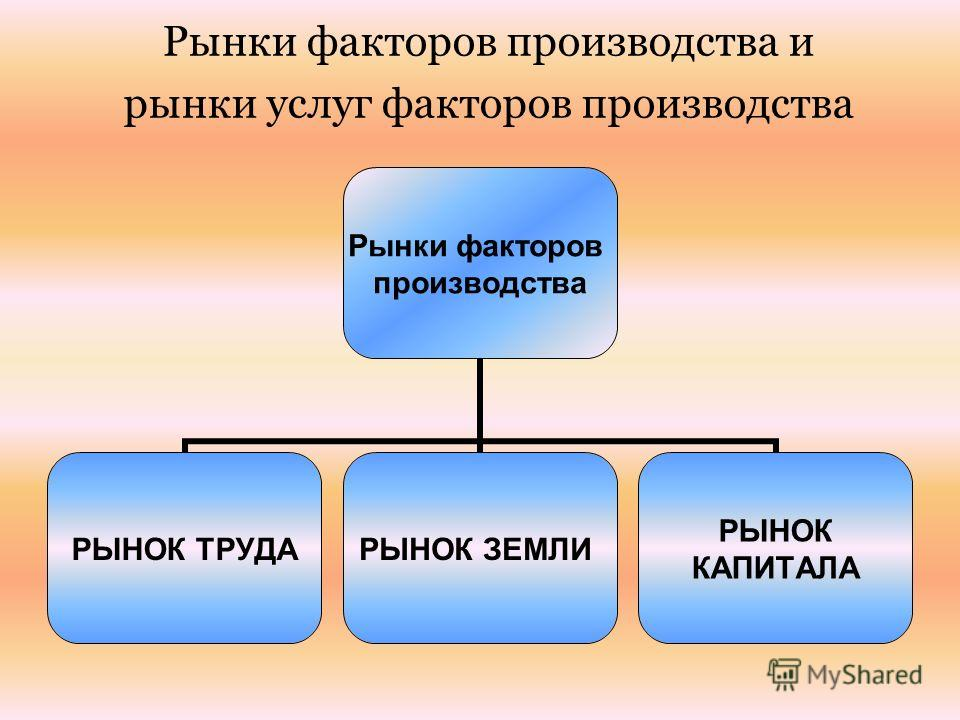 Рынки факторов производства и
рынки услуг факторов производства
Рынки факторов
производства
РЫНОК ТРУДА
РЫНОК ЗЕМЛИ
РЫНОК
КАПИТАЛА
MyShared